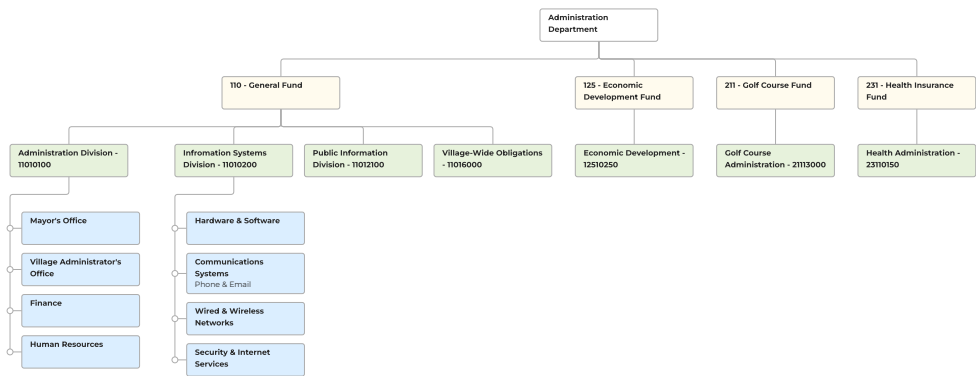 Administration
Department
110 - General Fund
125 - Economic
Development Fund
211 - Golf Course Fund
231 - Health Insurance
Fund
Administration Division -
11010100
Infromation Systems
Division - 11010200
Public Information
Division - 11012100
Village-Wide Obligations
- 11016000
Economic Development -
12510250
Golf Course
Administration - 21113000
Health Administration -
23110150
Mayor's Office
Village Administrator's
Office
Finance
Human Resources
Hardware & Software
Communications
Systems
Phone & Email
Wired & Wireless
Networks
Security & Internet
Services